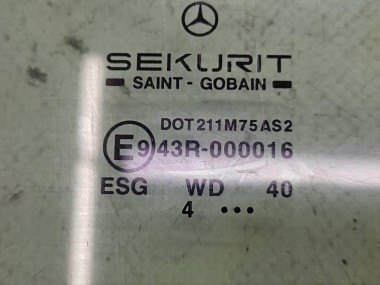 SEKURIT
- SAINT - GOBAIN -
DOT211M75AS2
E9 43R-000016
ESG WD 40
4 •••